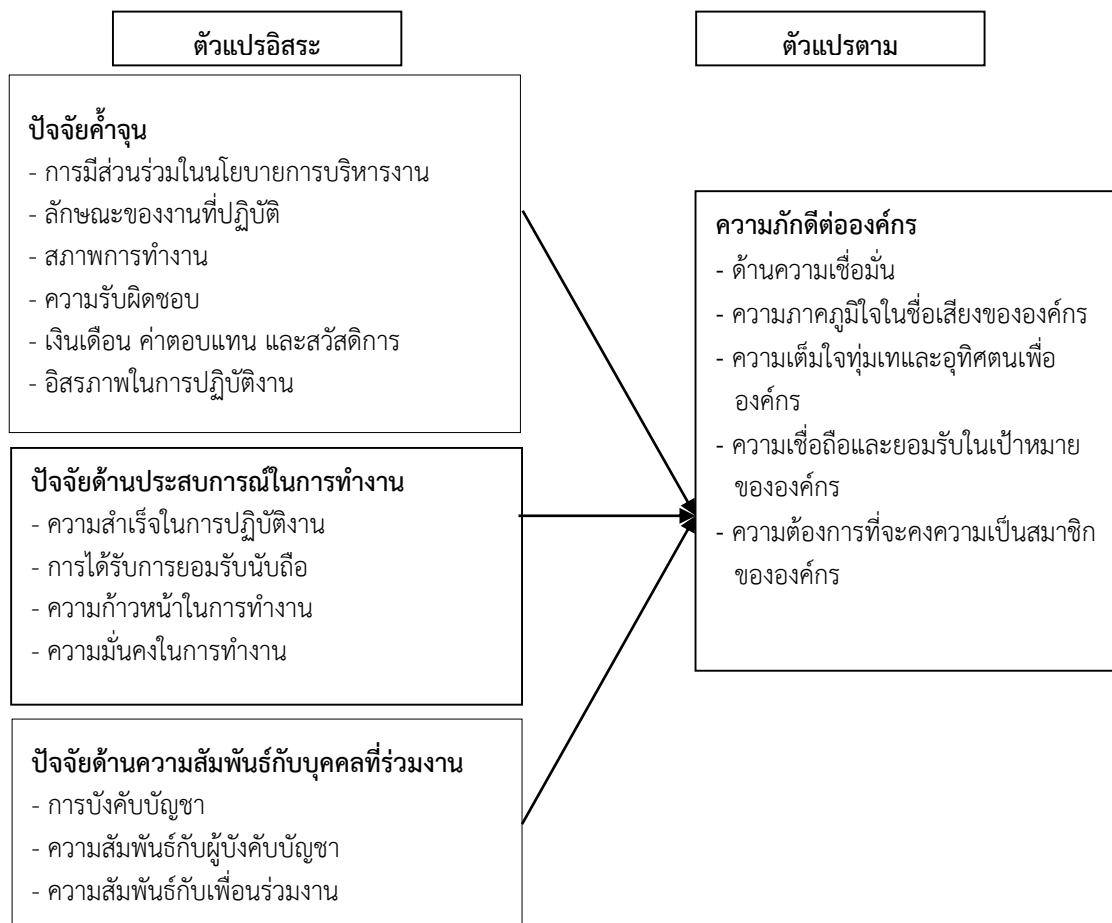 ตัวแปรอิสระ
ตัวแปรตาม
ปัจจัยค้ำจุน
- การมีส่วนร่วมในนโยบายการบริหารงาน
- ลักษณะของงานที่ปฏิบัติ
- สภาพการทำงาน
- ความรับผิดชอบ
- เงินเดือน ค่าตอบแทน และสวัสดิการ
- อิสรภาพในการปฏิบัติงาน
ปัจจัยด้านประสบการณ์ในการทำงาน
- ความสำเร็จในการปฏิบัติงาน
- การได้รับการยอมรับนับถือ
- ความก้าวหน้าในการทำงาน
- ความมั่นคงในการทำงาน
ปัจจัยด้านความสัมพันธ์กับบุคคลที่ร่วมงาน
- การบังคับบัญชา
- ความสัมพันธ์กับผู้บังคับบัญชา
- ความสัมพันธ์กับเพื่อนร่วมงาน
ความภักดีต่อองค์กร
- ด้านความเชื่อมั่น
- ความภาคภูมิใจในชื่อเสียงขององค์กร
- ความเต็มใจทุ่มเทและอุทิศตนเพื่อ
องค์กร
- ความเชื่อถือและยอมรับในเป้าหมาย
ขององค์กร
- ความต้องการที่จะคงความเป็นสมาชิก
ขององค์กร